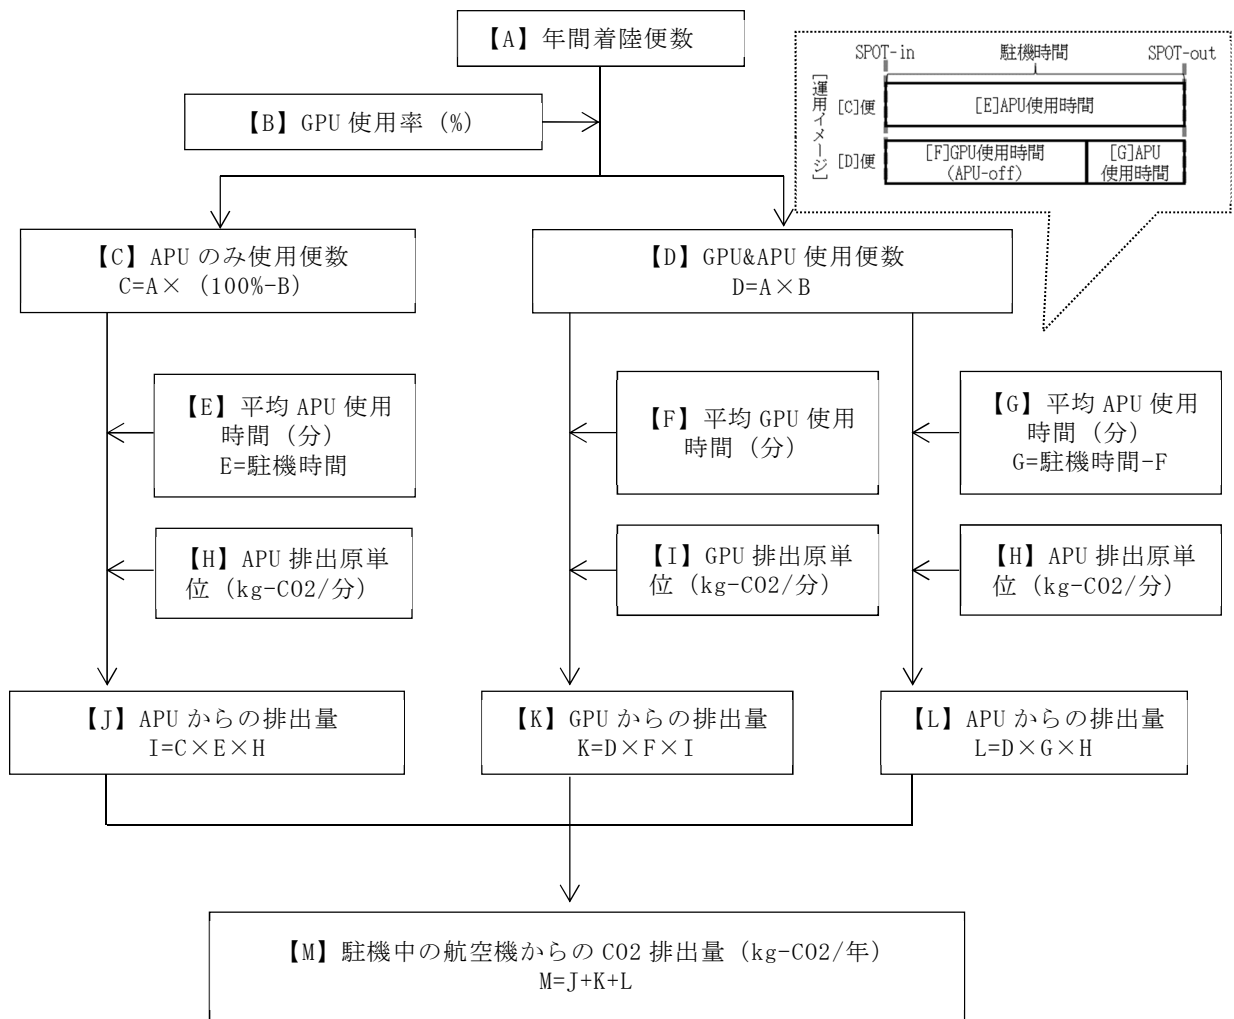 【A】年間着陸便数
SPOT-in
駐機時間
SPOT-out
[運用イメージ]
[C]便
[E]APU使用時間
[D]便
[F]GPU使用時間
(APU-off)
[G]APU
使用時間
【B】GPU 使用率 (%)
【C】APU のみ使用便数
C=A× (100%-B)
【D】GPU&APU 使用便数
D=A×B
【E】平均 APU 使用
時間 (分)
E=駐機時間
【F】平均 GPU 使用
時間 (分)
【G】平均 APU 使用
時間 (分)
G=駐機時間-F
【H】APU 排出原単
位 (kg-CO2/分)
【I】GPU 排出原単
位 (kg-CO2/分)
【H】APU 排出原単
位 (kg-CO2/分)
【J】APU からの排出量
I=C×E×H
【K】GPU からの排出量
K=D×F×I
【L】APU からの排出量
L=D×G×H
【M】駐機中の航空機からの CO2 排出量 (kg-CO2/年)
M=J+K+L